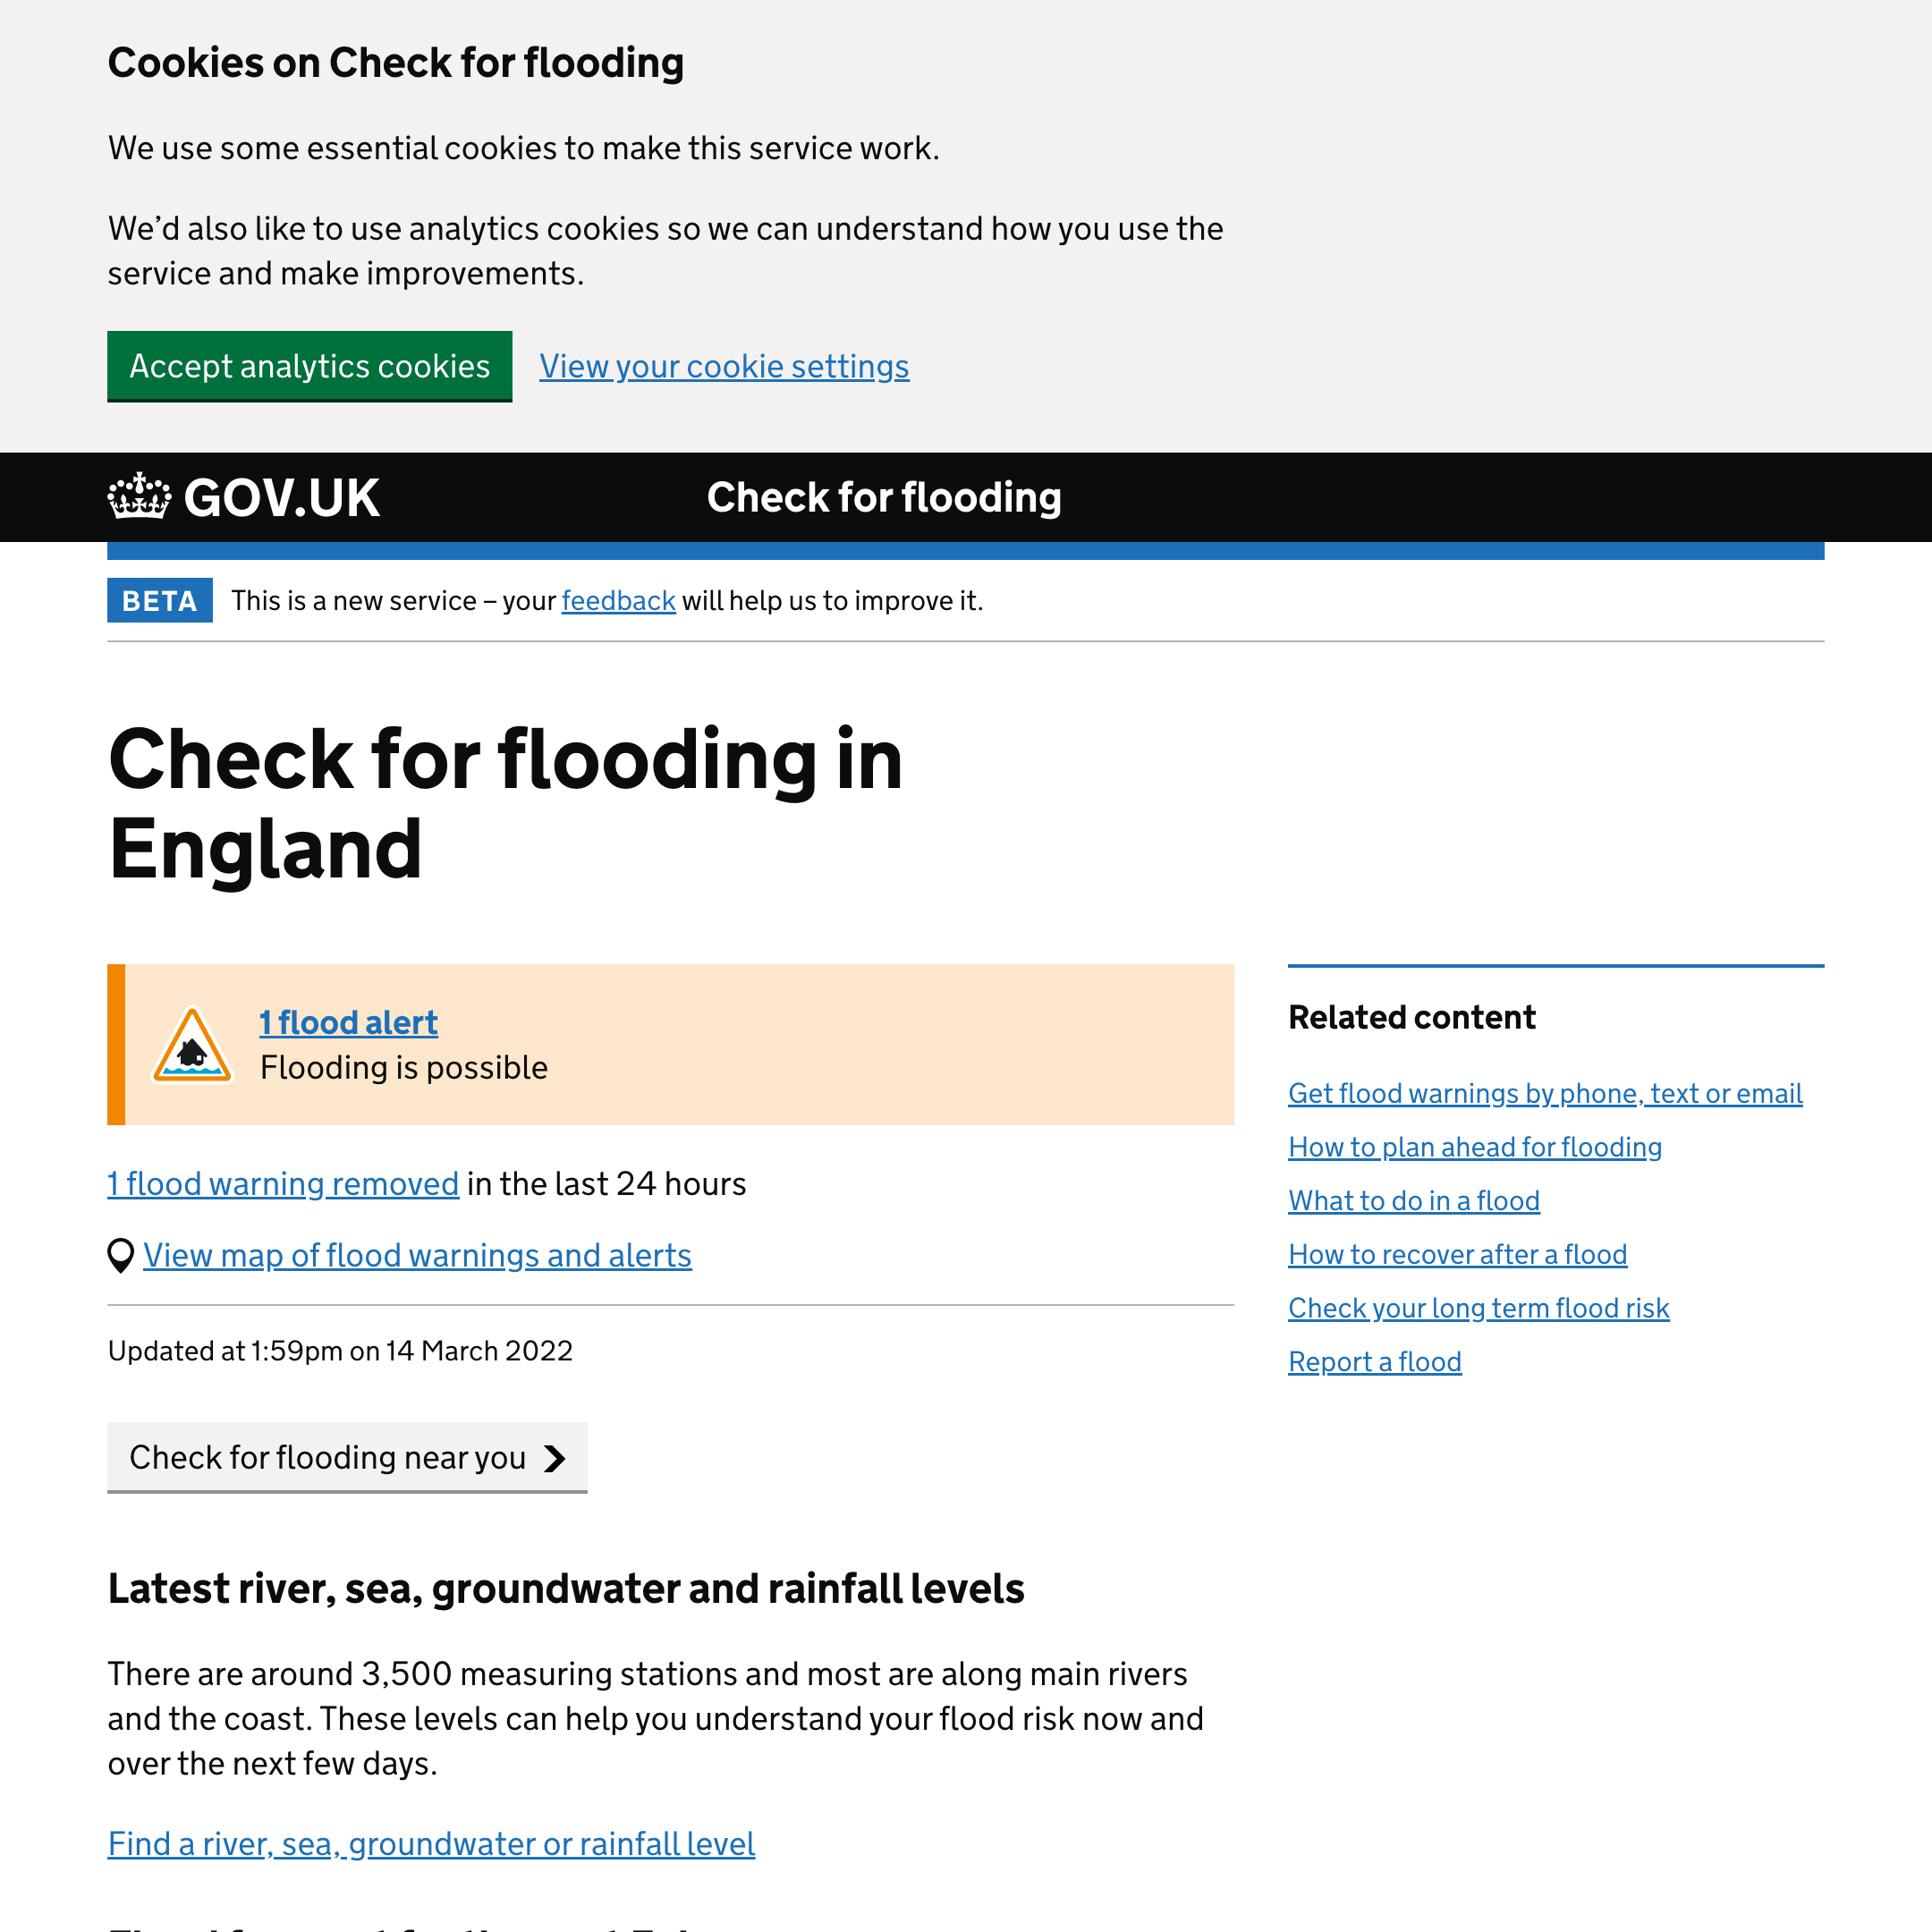 Cookies on Check for flooding
We use some essential cookies to make this service work.
We’d also like to use analytics cookies so we can understand how you use the
service and make improvements.
Accept analytics cookies View your cookie settings
GOV.UK Check for flooding
BETA This is a new service – your feedback will help us to improve it.
Check for flooding in
England
1 flood alert
Flooding is possible
1 flood warning removed in the last 24 hours
View map of flood warnings and alerts
Updated at 1:59pm on 14 March 2022
Check for flooding near you
Related content
Get flood warnings by phone, text or email
How to plan ahead for flooding
What to do in a flood
How to recover after a flood
Check your long term flood risk
Report a flood
Latest river, sea, groundwater and rainfall levels
There are around 3,500 measuring stations and most are along main rivers
and the coast. These levels can help you understand your flood risk now and
over the next few days.
Find a river, sea, groundwater or rainfall level